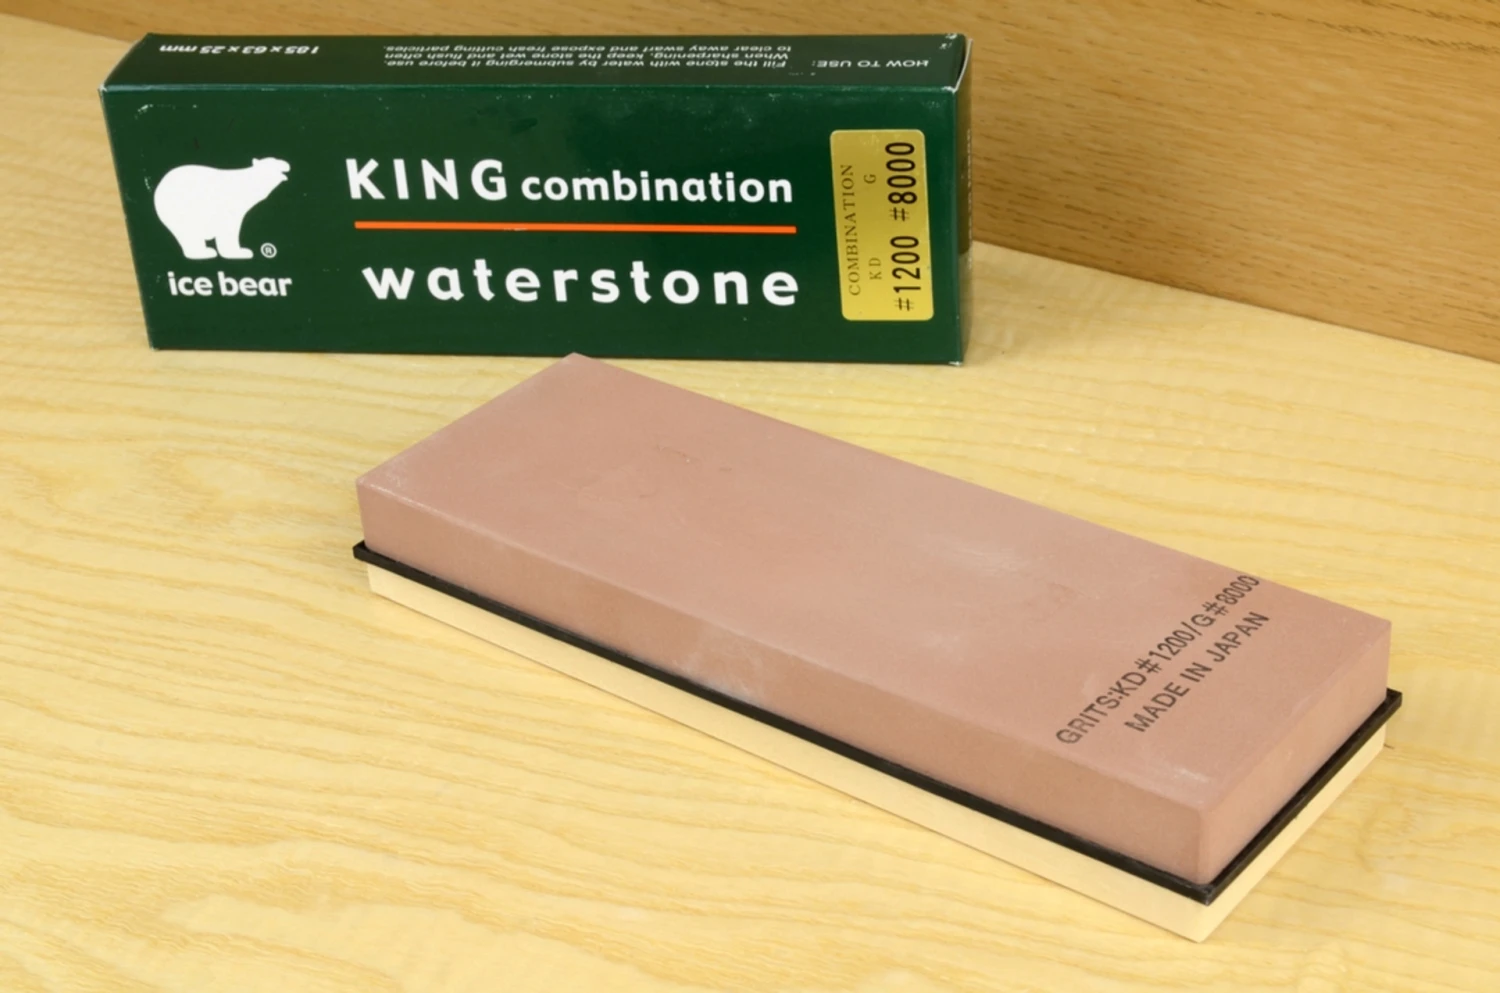 185 x 63 x 25 mm
HOW TO USE:
Fill the stone with water by submerging it before use.
When sharpening, keep the stone wet and flush often
to clear away swarf and expose fresh cutting particles.
KING combination
waterstone
ice bear
®
COMBINATION
KD G
#1200 #8000
GRITS:KD#1200/G#8000
MADE IN JAPAN